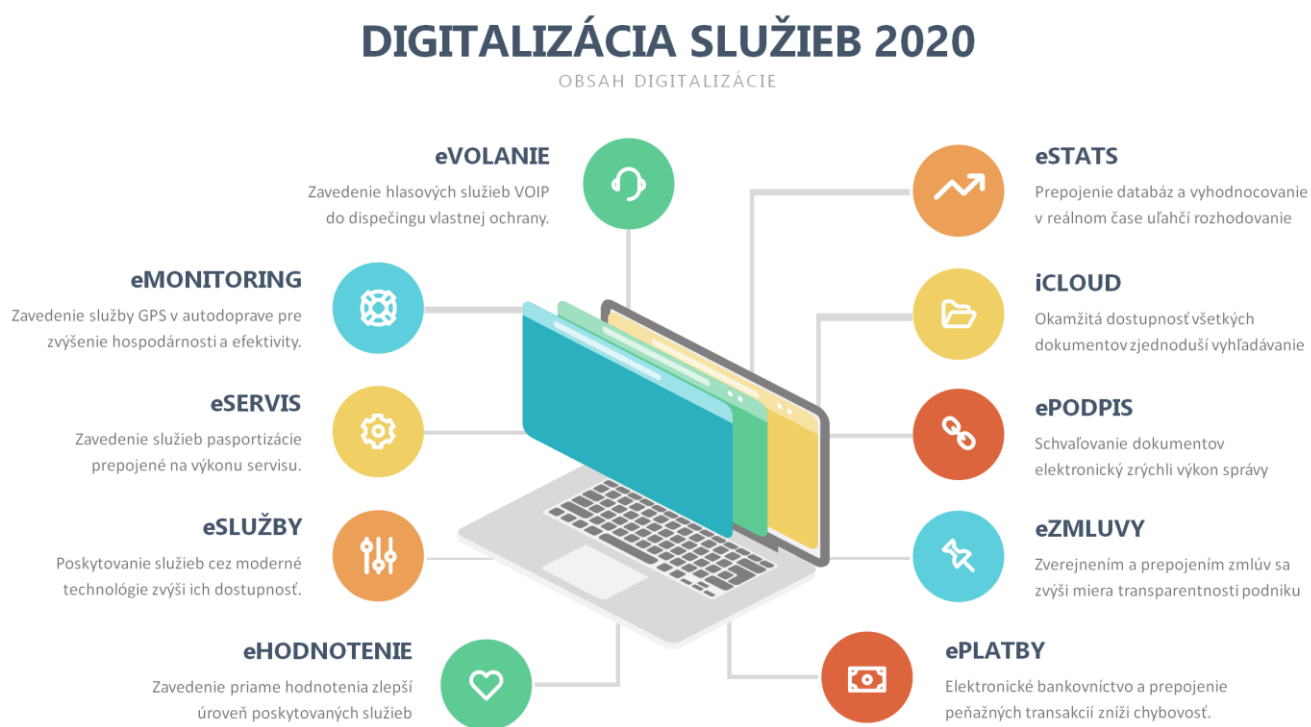 DIGITALIZÁCIA SLUŽIEB 2020
OBSAH DIGITALIZÁCIE
eVOLANIE
Zavedenie hlasových služieb VOIP
do dispečingu vlastnej ochrany.
eMONITORING
Zavedenie služby GPS v autodoprave pre
zvýšenie hospodárnosti a efektivity.
eSERVIS
Zavedenie služieb pasportizácie
prepojené na výkonu servisu.
eSLUŽBY
Poskytovanie služieb cez moderné
technológie zvýši ich dostupnosť.
eHODNOTENIE
Zavedenie priame hodnotenia zlepší
úroveň poskytovaných služieb
eSTATS
Prepojenie databáz a vyhodnocovanie
v reálnom čase uľahčí rozhodovanie
iCLOUD
Okamžitá dostupnosť všetkých
dokumentov zjednoduší vyhľadávanie
ePODPIS
Schvaľovanie dokumentov
elektronický zrýchli výkon správy
eZMLUVY
Zverejnením a prepojením zmlúv sa
zvýši miera transparentnosti podniku
ePLATBY
Elektronické bankovníctvo a prepojenie
peňažných transakcií zníži chybovosť.